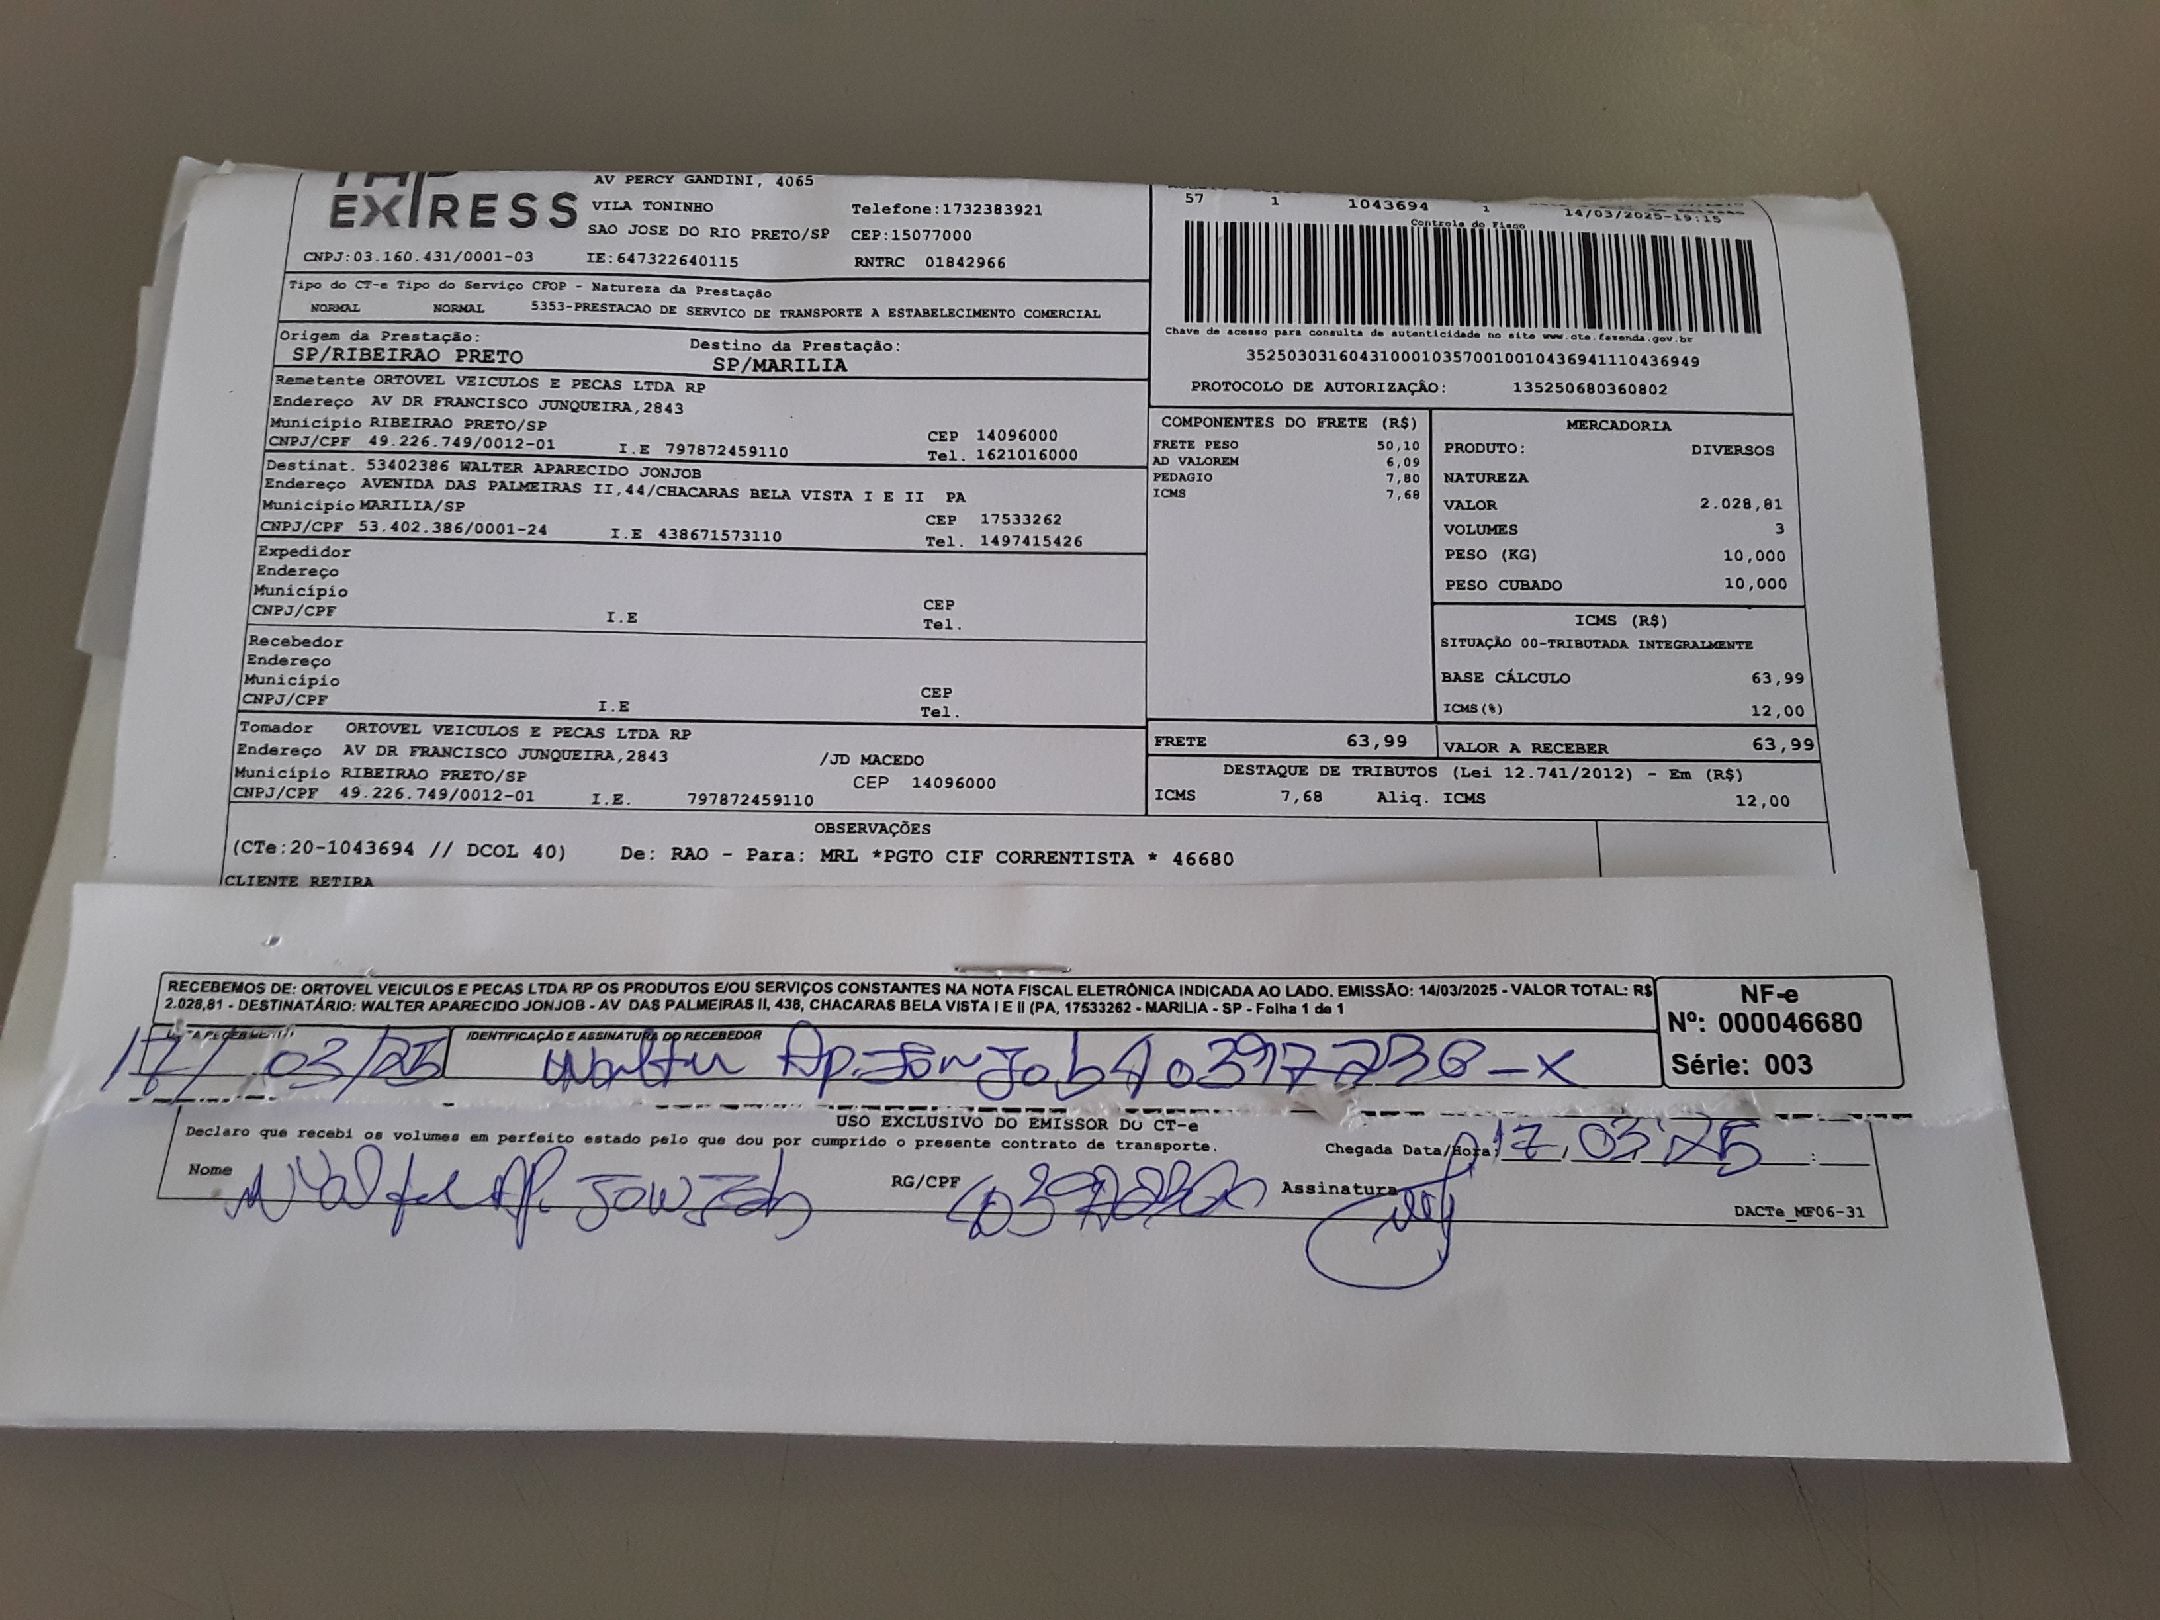 EXPRESS
AV PERCY GANDINI, 4065
VILA TONINHO Telefone:1732383921
SAO JOSE DO RIO PRETO/SP CEP:15077000
CNPJ:03.160.431/0001-03 IE:647322640115 RNTRC 01842966
57 1 1043694 1 14/03/2025-19:15
Controle do Fisco
Tipo do CT-e Tipo do Serviço CFOP - Natureza da Prestação
NORMAL NORMAL 5353-PRESTACAO DE SERVICO DE TRANSPORTE A ESTABELECIMENTO COMERCIAL
Chave de acesso para consulta de autenticidade no site www.cte.fazenda.gov.br
35250303160431000103570010010436941110436949
PROTOCOLO DE AUTORIZAÇÃO: 135250680360802
Origem da Prestação: Destino da Prestação:
SP/RIBEIRAO PRETO SP/MARILIA
Remetente ORTOVEL VEICULOS E PECAS LTDA RP
Endereço AV DR FRANCISCO JUNQUEIRA,2843
Município RIBEIRAO PRETO/SP CEP 14096000
CNPJ/CPF 49.226.749/0012-01 I.E 797872459110 Tel. 1621016000
Destinat. 53402386 WALTER APARECIDO JONJOB
Endereço AVENIDA DAS PALMEIRAS II,44/CHACARAS BELA VISTA I E II PA
Município MARILIA/SP CEP 17533262
CNPJ/CPF 53.402.386/0001-24 I.E 438671573110 Tel. 1497415426
Expedidor
Endereço
Município CEP
CNPJ/CPF I.E Tel.
Recebedor
Endereço
Município CEP
CNPJ/CPF I.E Tel.
Tomador ORTOVEL VEICULOS E PECAS LTDA RP
Endereço AV DR FRANCISCO JUNQUEIRA,2843 /JD MACEDO
Município RIBEIRAO PRETO/SP CEP 14096000
CNPJ/CPF 49.226.749/0012-01 I.E. 797872459110
COMPONENTES DO FRETE (R$)
FRETE PESO 50,10
AD VALOREM 6,09
PEDAGIO 7,80
ICMS 7,68
MERCADORIA
PRODUTO: DIVERSOS
NATUREZA
VALOR 2.028,81
VOLUMES 3
PESO (KG) 10,000
PESO CUBADO 10,000
ICMS (R$)
SITUAÇÃO 00-TRIBUTADA INTEGRALMENTE
BASE CÁLCULO 63,99
ICMS(%) 12,00
FRETE 63,99 VALOR A RECEBER 63,99
DESTAQUE DE TRIBUTOS (Lei 12.741/2012) - Em (R$)
ICMS 7,68 Aliq. ICMS 12,00
OBSERVAÇÕES
(CTe:20-1043694 // DCOL 40) De: RAO - Para: MRL *PGTO CIF CORRENTISTA * 46680
CLIENTE RETIRA
RECEBEMOS DE: ORTOVEL VEICULOS E PECAS LTDA RP OS PRODUTOS E/OU SERVIÇOS CONSTANTES NA NOTA FISCAL ELETRÔNICA INDICADA AO LADO. EMISSÃO: 14/03/2025 - VALOR TOTAL: R$
2.028,81 - DESTINATÁRIO: WALTER APARECIDO JONJOB - AV DAS PALMEIRAS II, 438, CHACARAS BELA VISTA I E II (PA, 17533262 - MARILIA - SP - Folha 1 de 1
NF-e
Nº: 000046680
Série: 003
IDENTIFICAÇÃO E ASSINATURA DO RECEBEDOR
17/03/25 Walter Ap. Jonjob
USO EXCLUSIVO DO EMISSOR DO CT-e
Declaro que recebi os volumes em perfeito estado pelo que dou por cumprido o presente contrato de transporte.
Chegada Data/Hora: 17 03 25 :
Nome Walter Ap. Jonjob RG/CPF Assinatura
DACTe_MF06-31